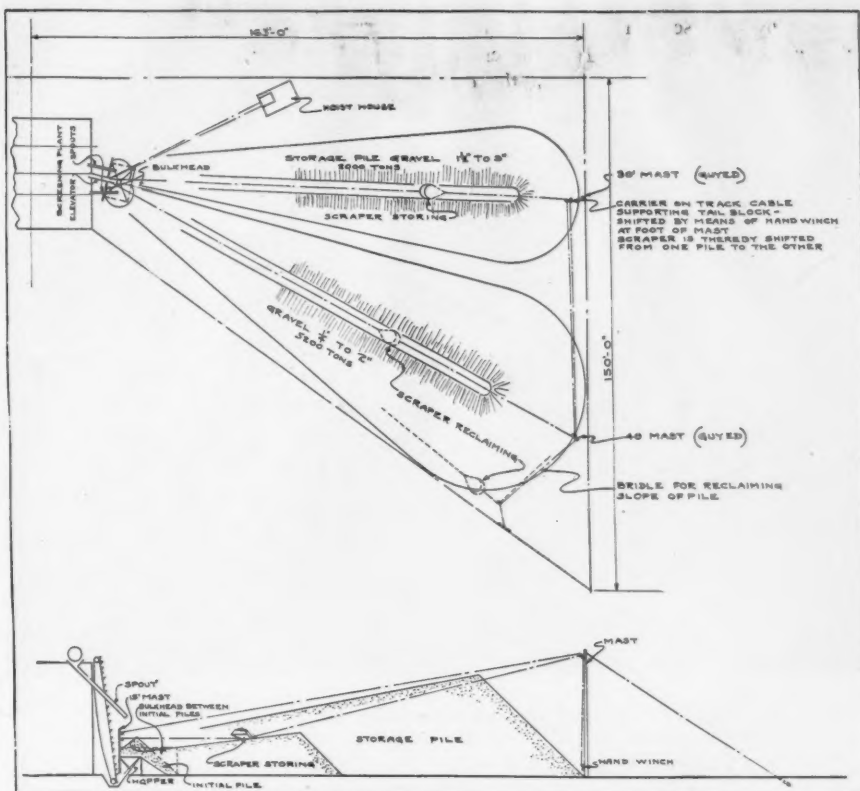 163'-0"
HOIST HOUSE
SCREENING PLANT
ELEVATOR
SPOUTS
BULKHEAD
STORAGE PILE GRAVEL 1½" TO 3"
2000 TONS
SCRAPER STORING
30' MAST (GUYED)
CARRIER ON TRACK CABLE
SUPPORTING TAIL BLOCK-
SHIFTED BY MEANS OF HAND WINCH
AT FOOT OF MAST
SCRAPER IS THEREBY SHIFTED
FROM ONE PILE TO THE OTHER
150'-0"
GRAVEL TO
5200 TONS
SCRAPER RECLAIMING
40 MAST (GUYED)
BRIDLE FOR RECLAIMING
SLOPE OF PILE
MAST
SPOUT
15' MAST
BULKHEAD BETWEEN
INITIAL PILES
STORAGE PILE
SCRAPER STORING
HAND WINCH
HOPPER
INITIAL PILE